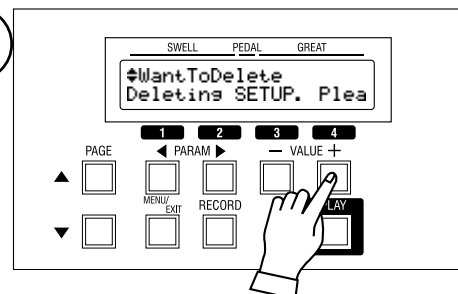 SWELL PEDAL GREAT
♦WantToDelete
Deleting SETUP. Plea
1 2 3 4
PAGE ◀ PARAM ▶ — VALUE +
▲
MENU/EXIT RECORD LAY
▼